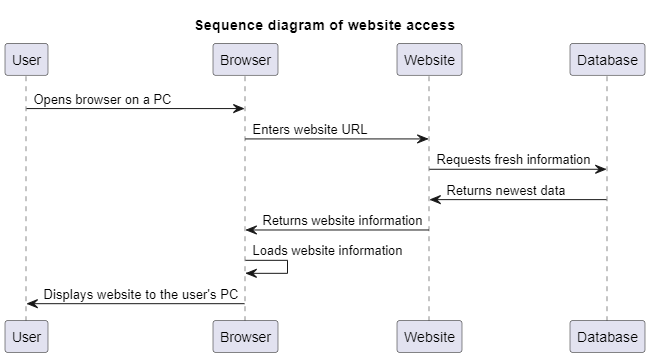 Sequence diagram of website access
User Browser Website Database
Opens browser on a PC
Enters website URL
Requests fresh information
Returns newest data
Returns website information
Loads website information
Displays website to the user's PC
User Browser Website Database